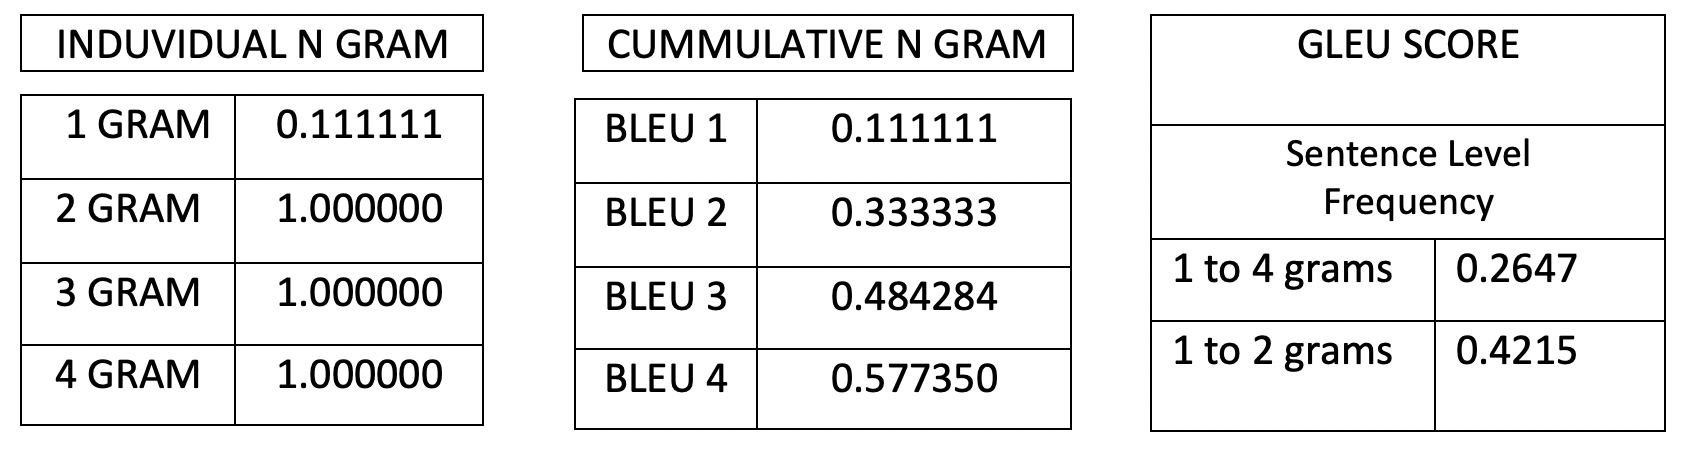 INDUVIDUAL N GRAM
1 GRAM 0.111111
2 GRAM 1.000000
3 GRAM 1.000000
4 GRAM 1.000000
CUMMULATIVE N GRAM
BLEU 1 0.111111
BLEU 2 0.333333
BLEU 3 0.484284
BLEU 4 0.577350
GLEU SCORE
Sentence Level
Frequency
1 to 4 grams 0.2647
1 to 2 grams 0.4215